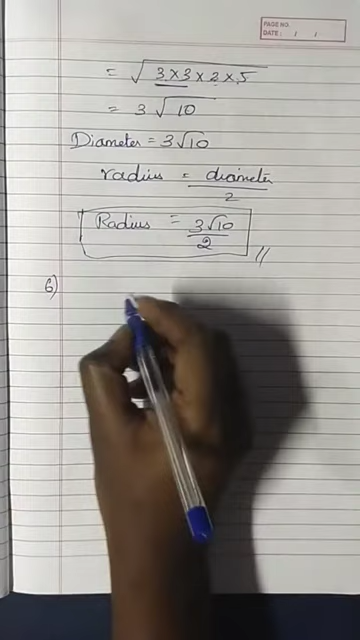 PAGE NO.
DATE : / /
= √3×3×2×5
= 3√10
Diameter = 3√10
radius = diameter/2
Radius = 3√10/2 //
6)